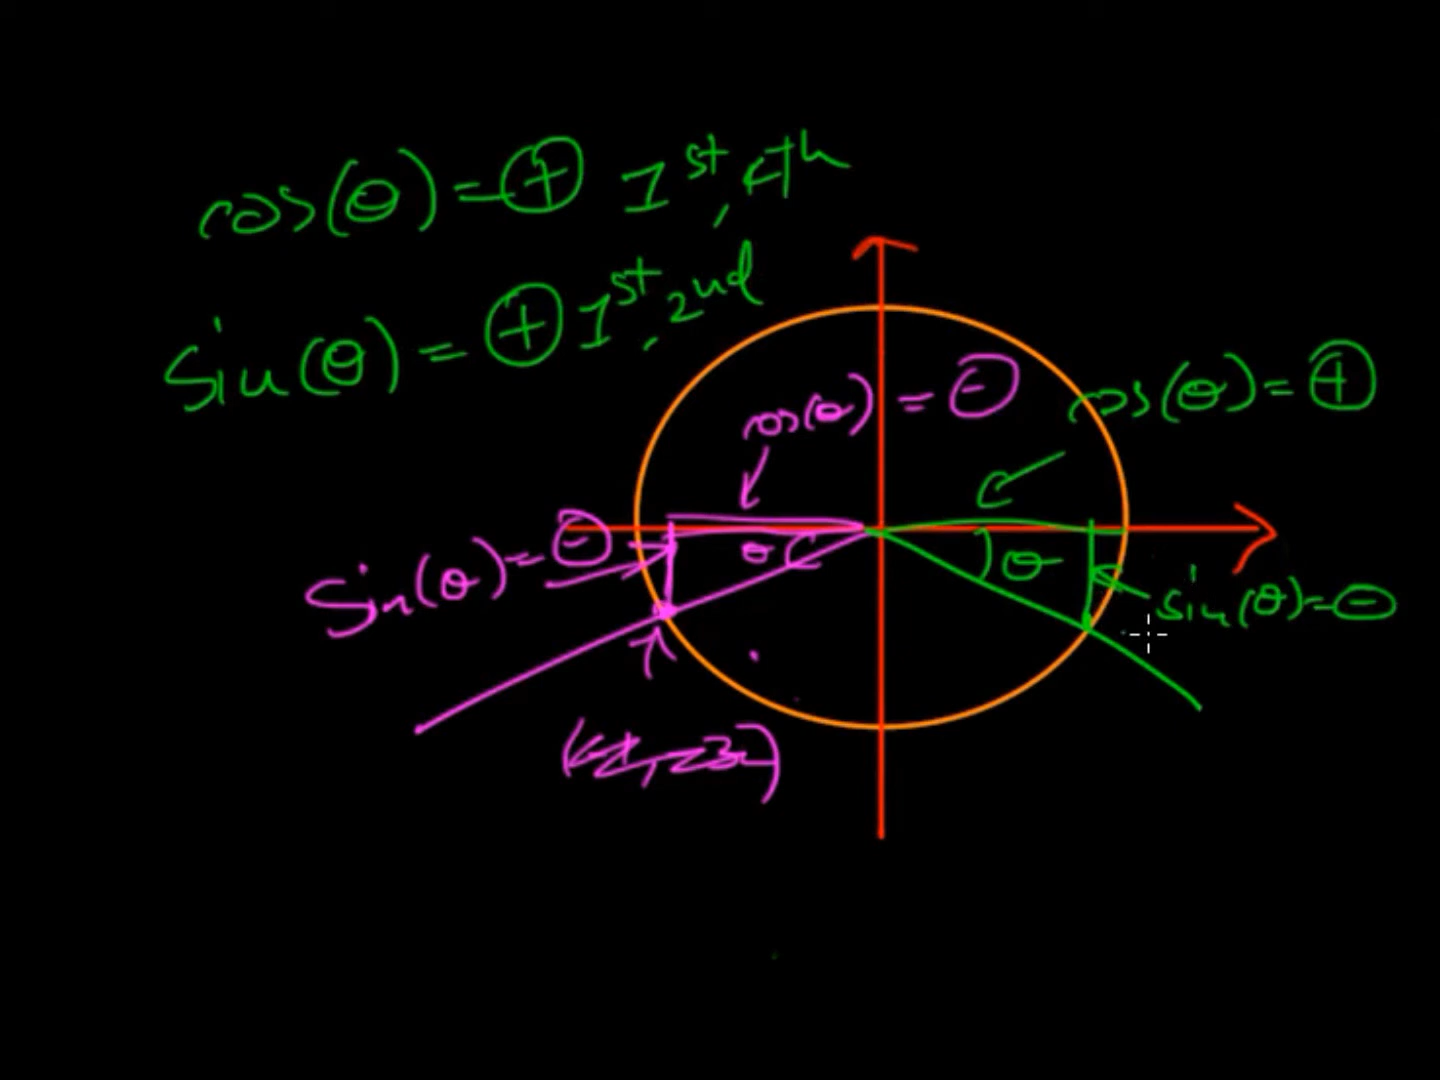 cos(θ) = ⊕ 1st, 4th
sin(θ) = ⊕ 1st, 2nd
cos(θ) = ⊖
cos(θ) = ⊕
sin(θ) = ⊖
θ
θ
sin(θ) = ⊖